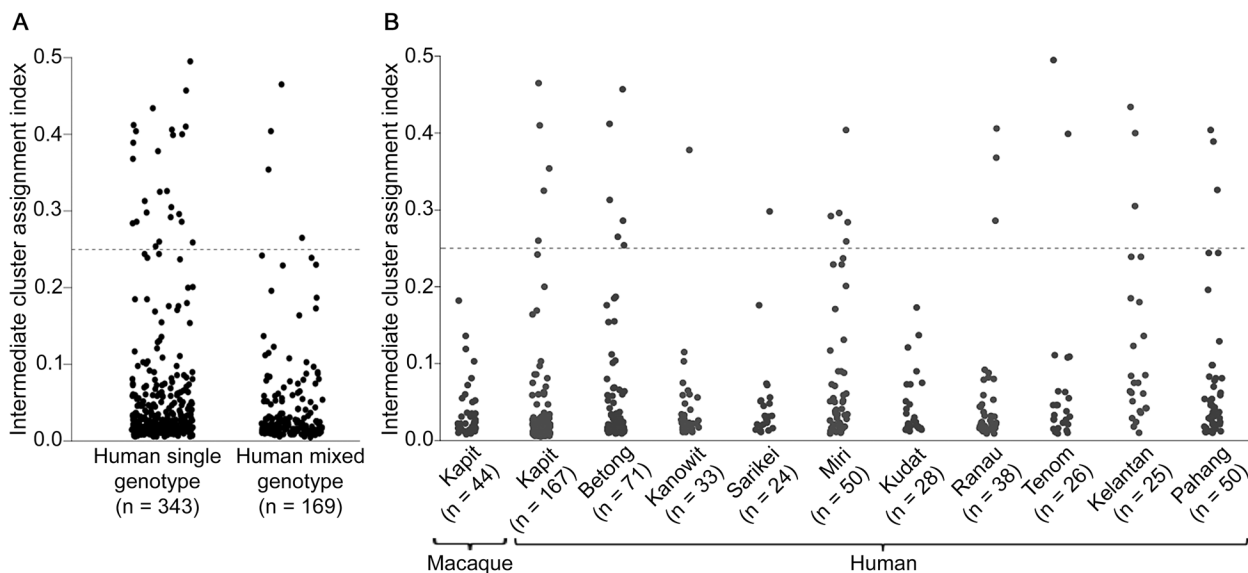 A
Intermediate cluster assignment index
0.5
0.4
0.3
0.2
0.1
0.0
Human single
genotype
(n = 343)
Human mixed
genotype
(n = 169)
B
Intermediate cluster assignment index
0.5
0.4
0.3
0.2
0.1
0.0
Kapit
(n = 44)
Kapit
(n = 167)
Betong
(n = 71)
Kanowit
(n = 33)
Sarikei
(n = 24)
Miri
(n = 50)
Kudat
(n = 28)
Ranau
(n = 38)
Tenom
(n = 26)
Kelantan
(n = 25)
Pahang
(n = 50)
Macaque
Human